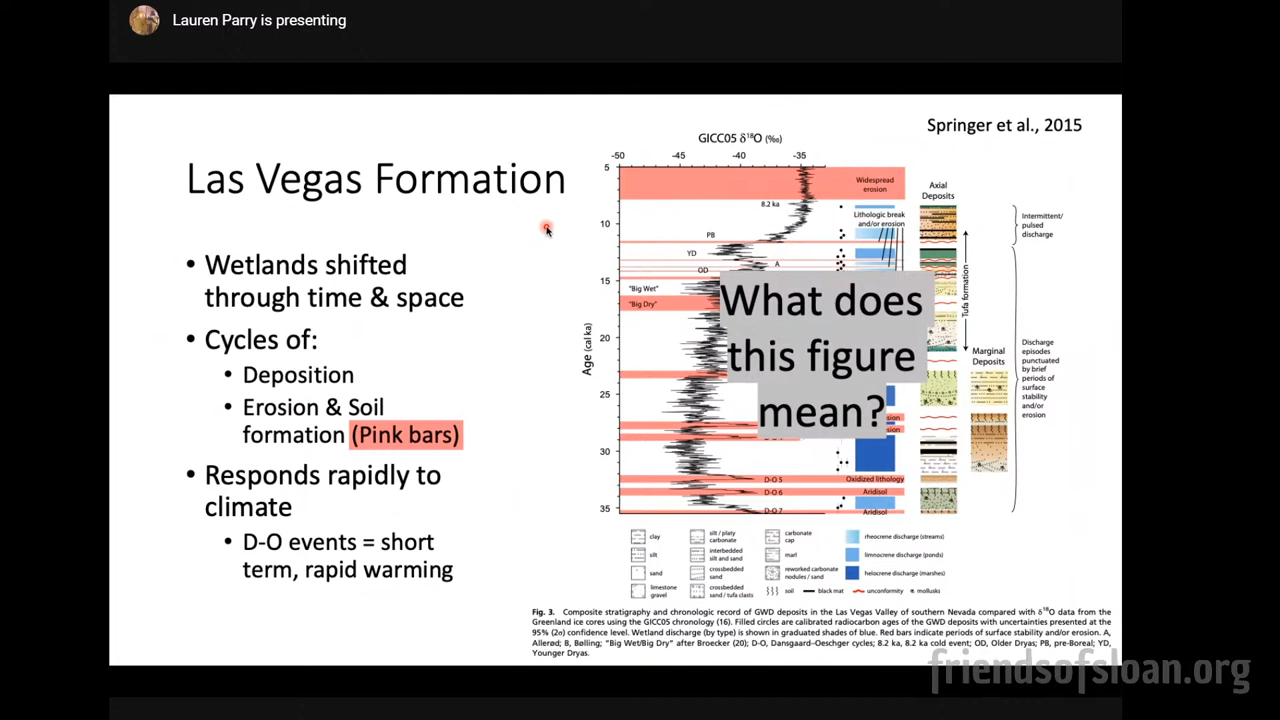 Lauren Parry is presenting
Springer et al., 2015
Las Vegas Formation
• Wetlands shifted
through time & space
• Cycles of:
• Deposition
• Erosion & Soil
formation (Pink bars)
• Responds rapidly to
climate
• D-O events = short
term, rapid warming
GICC05 δ18O (‰)
-50 -45 -40 -35
Age (cal ka)
5
10
15
20
25
30
35
Widespread
erosion
8.2 ka
Lithologic break
and/or erosion
PB
YD
A
OD
"Big Wet"
"Big Dry"
What does
this figure
mean?
D-O 5
Oxidized lithology
D-O 6
Aridisol
D-O 7
Aridisol
Axial
Deposits
Tufa formation
Marginal
Deposits
Intermittent/
pulsed
discharge
Discharge
episodes
punctuated
by brief
periods of
surface
stability
and/or
erosion
clay
silt
sand
limestone
gravel
silt / platy
carbonate
interbedded
silt and sand
crossbedded
sand
crossbedded
sand / tufa clasts
carbonate
cap
marl
reworked carbonate
nodules / sand
soil
black mat
unconformity
mollusks
rheocrene discharge (streams)
limnocrene discharge (ponds)
helocrene discharge (marshes)
Fig. 3. Composite stratigraphy and chronologic record of GWD deposits in the Las Vegas Valley of southern Nevada compared with δ18O data from the
Greenland ice cores using the GICC05 chronology (16). Filled circles are calibrated radiocarbon ages of the GWD deposits with uncertainties presented at the
95% (2σ) confidence level. Wetland discharge (by type) is shown in graduated shades of blue. Red bars indicate periods of surface stability and/or erosion. A,
Allerød; B, Bølling; "Big Wet/Big Dry" after Broecker (20); D-O, Dansgaard–Oeschger cycles; 8.2 ka, 8.2 ka cold event; OD, Older Dryas; PB, pre-Boreal; YD,
Younger Dryas.
friendsofsloan.org